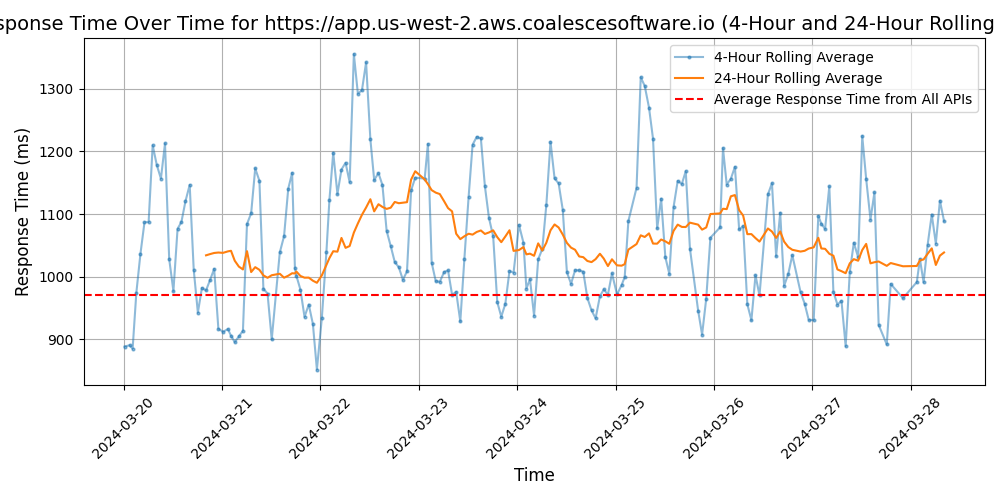 sponse Time Over Time for https://app.us-west-2.aws.coalescesoftware.io (4-Hour and 24-Hour Rolling
4-Hour Rolling Average
24-Hour Rolling Average
Average Response Time from All APIs
Response Time (ms)
1300
1200
1100
1000
900
2024-03-20
2024-03-21
2024-03-22
2024-03-23
2024-03-24
2024-03-25
2024-03-26
2024-03-27
2024-03-28
Time